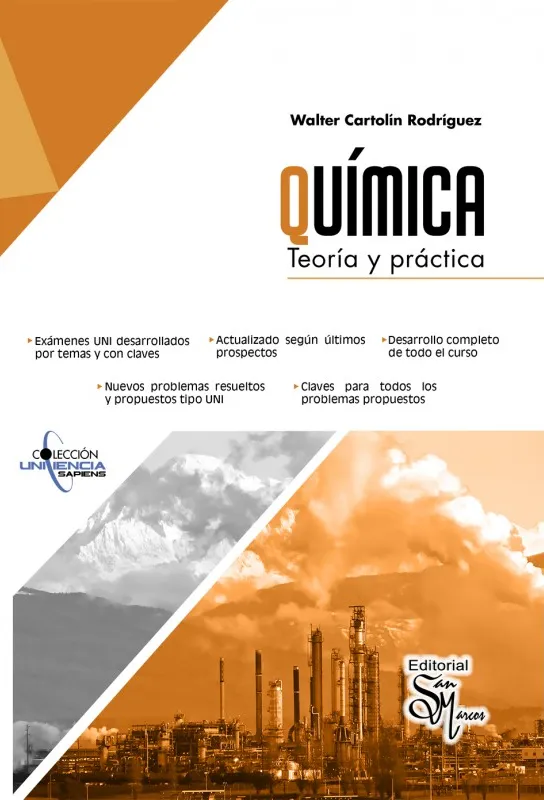 Walter Cartolín Rodríguez
QUÍMICA
Teoría y práctica
Exámenes UNI desarrollados
por temas y con claves
Actualizado según últimos
prospectos
Desarrollo completo
de todo el curso
Nuevos problemas resueltos
y propuestos tipo UNI
Claves para todos los
problemas propuestos
COLECCIÓN
UNICIENCIA
SAPIENS
Editorial
San
Marcos